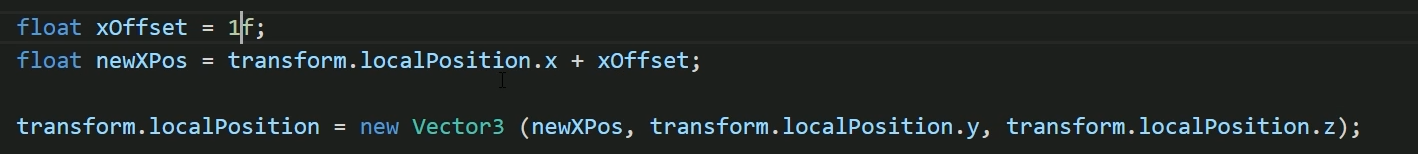 float xOffset = 1f;
float newXPos = transform.localPosition.x + xOffset;
transform.localPosition = new Vector3 (newXPos, transform.localPosition.y, transform.localPosition.z);